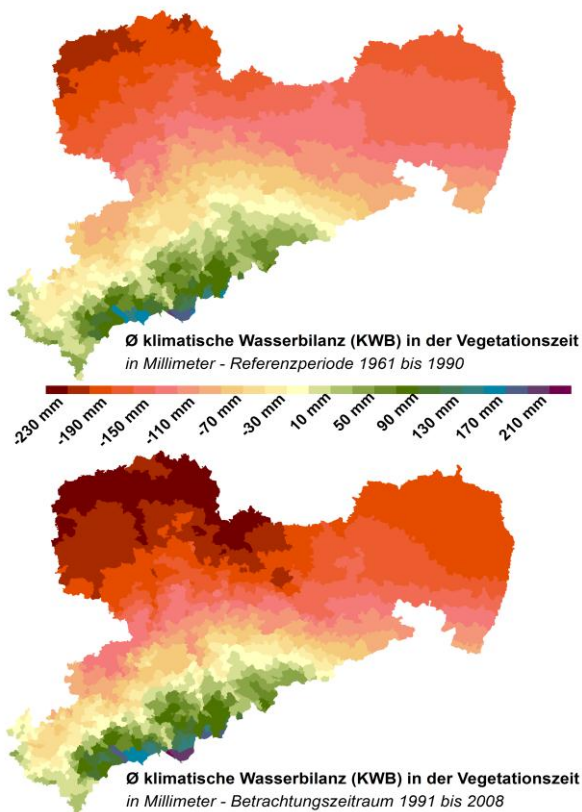 Ø klimatische Wasserbilanz (KWB) in der Vegetationszeit
in Millimeter - Referenzperiode 1961 bis 1990
-230 mm
-190 mm
-150 mm
-110 mm
-70 mm
-30 mm
10 mm
50 mm
90 mm
130 mm
170 mm
210 mm
Ø klimatische Wasserbilanz (KWB) in der Vegetationszeit
in Millimeter - Betrachtungszeitraum 1991 bis 2008